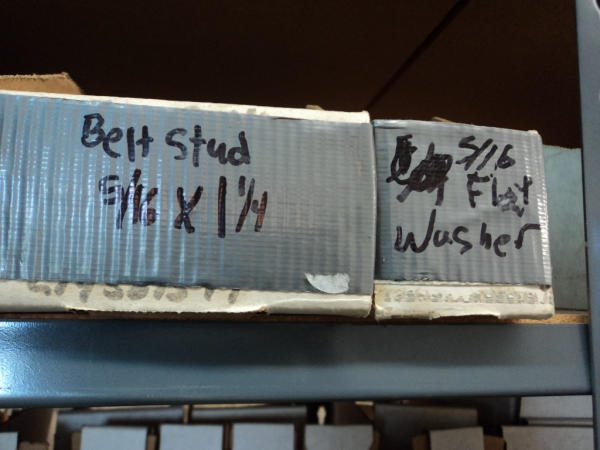 Belt Stud
5/16 X 1 1/4
5/16
Flat
Washer